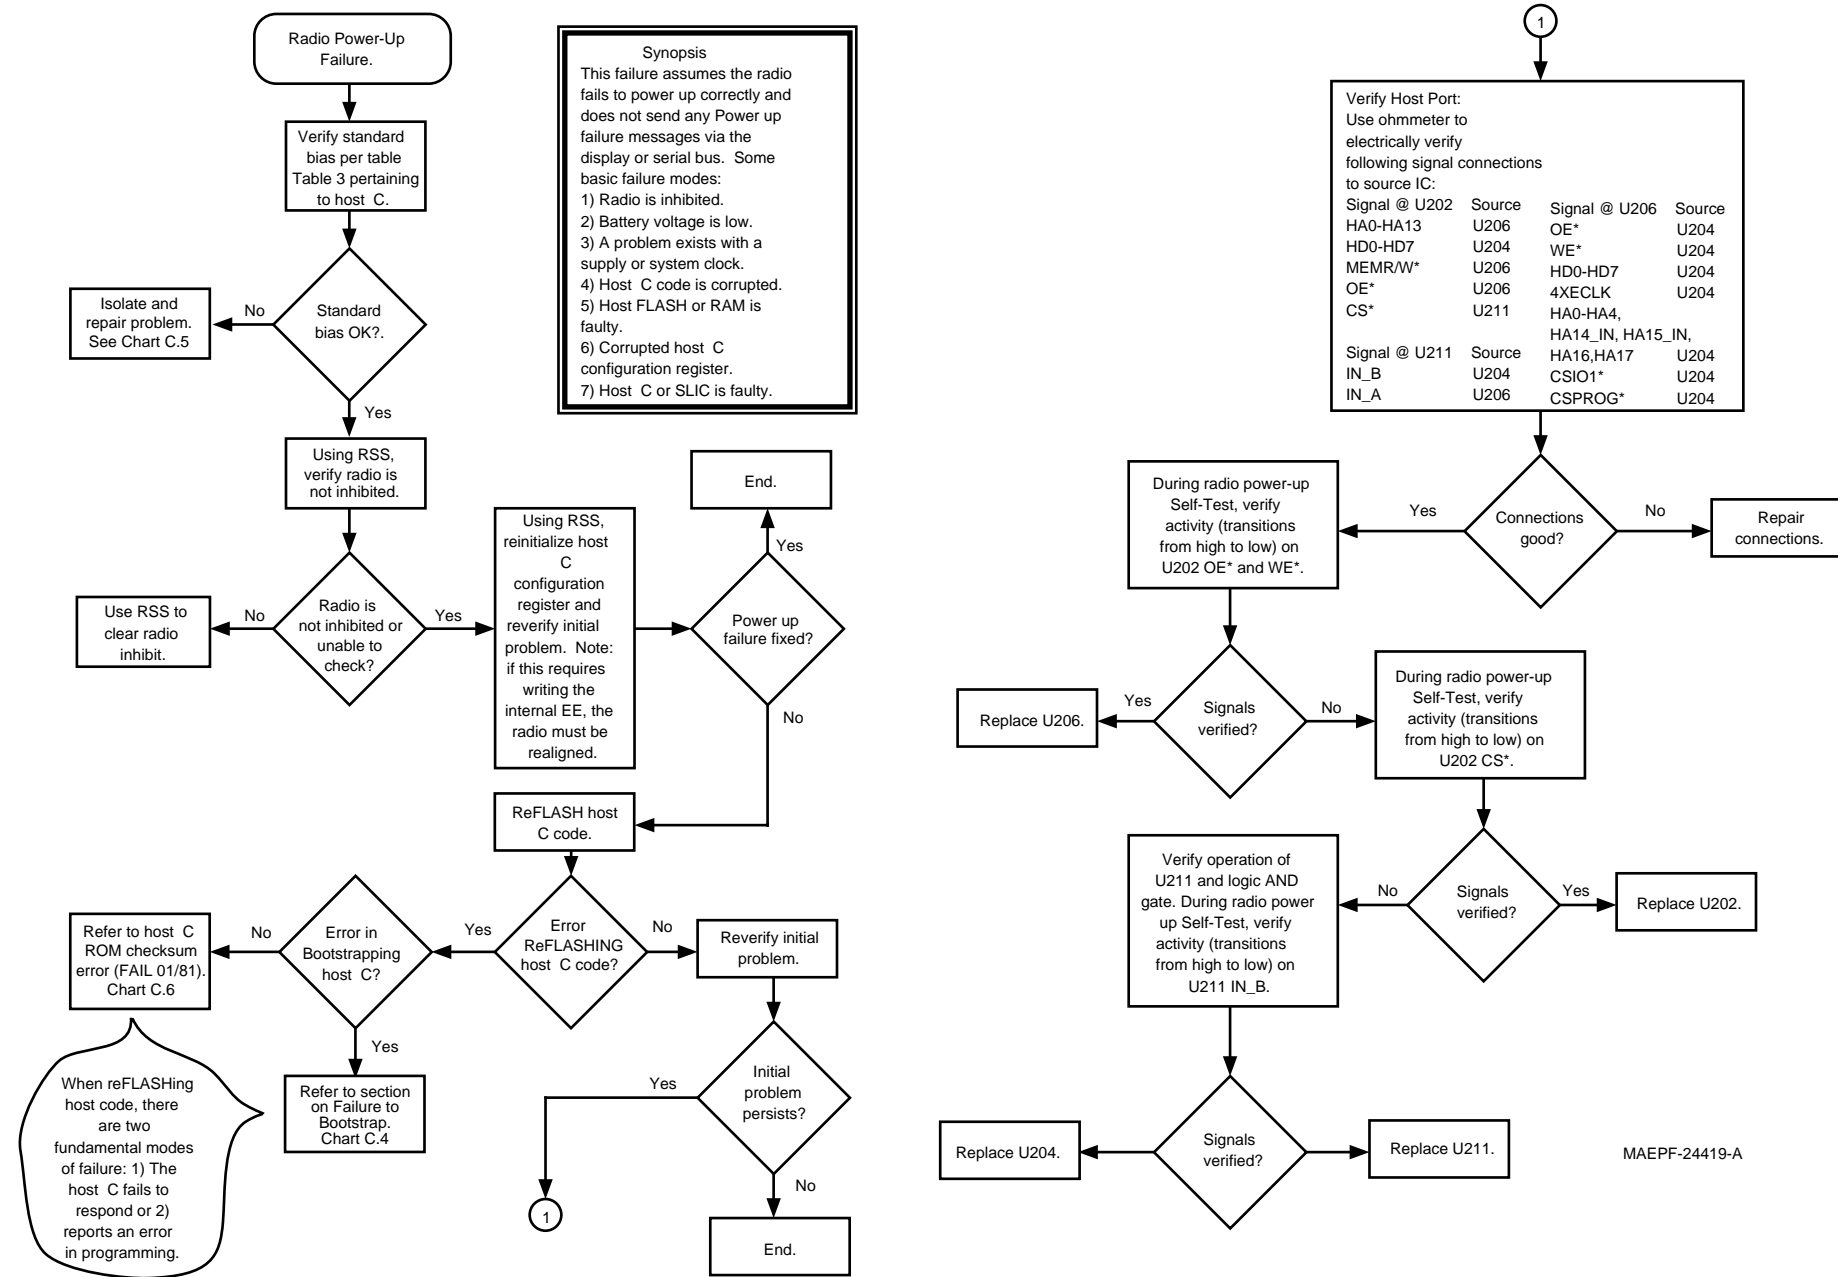 Radio Power-Up
Failure.
Verify standard
bias per table
Table 3 pertaining
to host C.
Standard
bias OK?.
No
Isolate and
repair problem.
See Chart C.5
Yes
Using RSS,
verify radio is
not inhibited.
Radio is
not inhibited or
unable to
check?
No
Use RSS to
clear radio
inhibit.
Yes
Using RSS,
reinitialize host
C
configuration
register and
reverify initial
problem. Note:
if this requires
writing the
internal EE, the
radio must be
realigned.
Power up
failure fixed?
Yes
End.
No
ReFLASH host
C code.
Error
ReFLASHING
host C code?
Yes
Error in
Bootstrapping
host C?
No
Refer to host C
ROM checksum
error (FAIL 01/81).
Chart C.6
Yes
Refer to section
on Failure to
Bootstrap.
Chart C.4
When reFLASHing
host code, there
are two
fundamental modes
of failure: 1) The
host C fails to
respond or 2)
reports an error
in programming.
No
Reverify initial
problem.
Initial
problem
persists?
Yes
1
No
End.
Synopsis
This failure assumes the radio
fails to power up correctly and
does not send any Power up
failure messages via the
display or serial bus. Some
basic failure modes:
1) Radio is inhibited.
2) Battery voltage is low.
3) A problem exists with a
supply or system clock.
4) Host C code is corrupted.
5) Host FLASH or RAM is
faulty.
6) Corrupted host C
configuration register.
7) Host C or SLIC is faulty.
1
Verify Host Port:
Use ohmmeter to
electrically verify
following signal connections
to source IC:
Signal @ U202 Source
HA0-HA13 U206
HD0-HD7 U204
MEMR/W* U206
OE* U206
CS* U211
Signal @ U211 Source
IN_B U204
IN_A U206
Signal @ U206 Source
OE* U204
WE* U204
HD0-HD7 U204
4XECLK U204
HA0-HA4,
HA14_IN, HA15_IN,
HA16,HA17 U204
CSIO1* U204
CSPROG* U204
Connections
good?
No
Repair
connections.
Yes
During radio power-up
Self-Test, verify
activity (transitions
from high to low) on
U202 OE* and WE*.
Signals
verified?
Yes
Replace U206.
No
During radio power-up
Self-Test, verify
activity (transitions
from high to low) on
U202 CS*.
Signals
verified?
Yes
Replace U202.
No
Verify operation of
U211 and logic AND
gate. During radio power
up Self-Test, verify
activity (transitions
from high to low) on
U211 IN_B.
Signals
verified?
Replace U204.
Replace U211.
MAEPF-24419-A